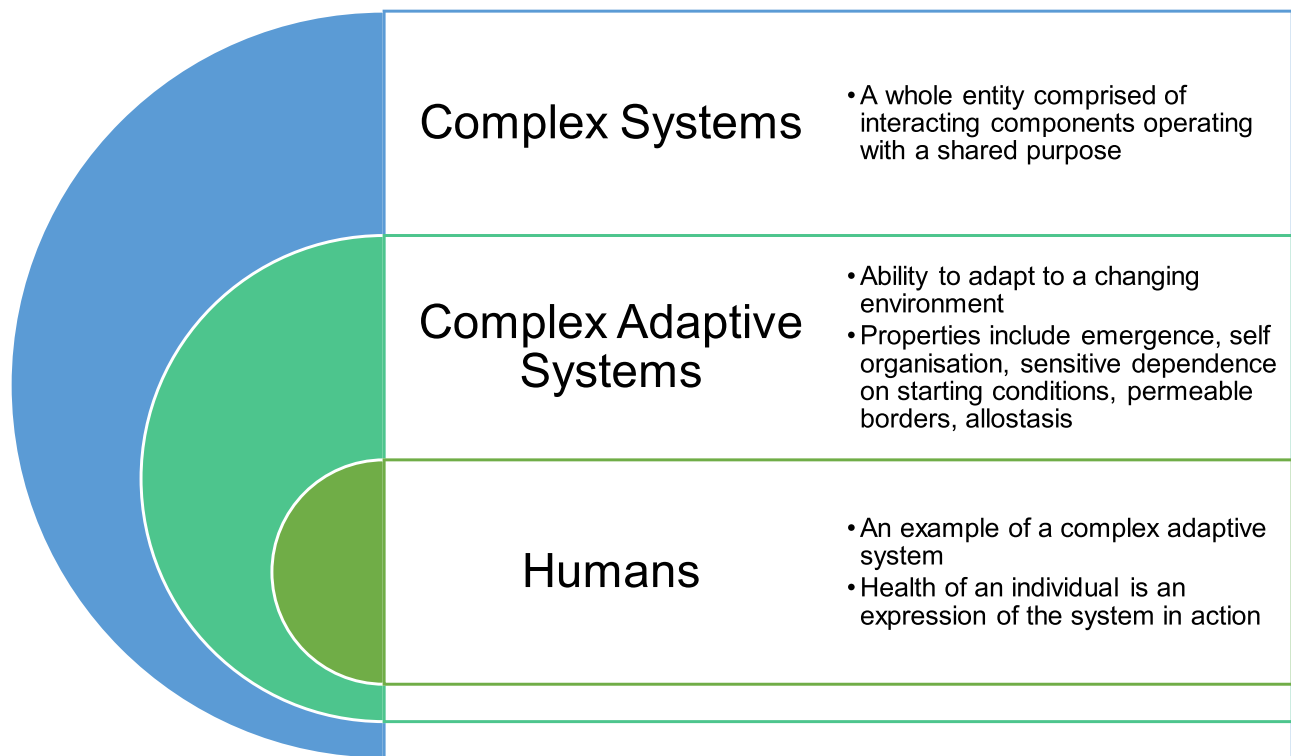 Complex Systems
•A whole entity comprised of
interacting components operating
with a shared purpose
Complex Adaptive
Systems
•Ability to adapt to a changing
environment
•Properties include emergence, self
organisation, sensitive dependence
on starting conditions, permeable
borders, allostasis
Humans
•An example of a complex adaptive
system
•Health of an individual is an
expression of the system in action